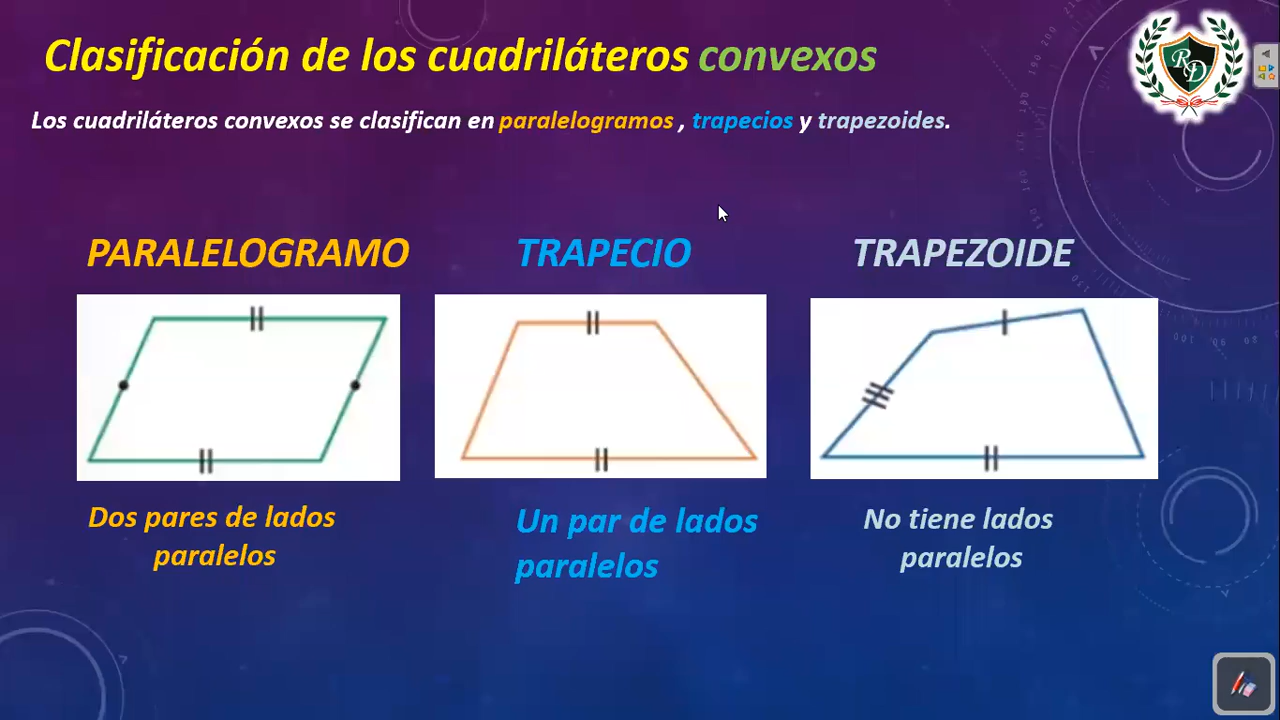 Clasificación de los cuadriláteros convexos
Los cuadriláteros convexos se clasifican en paralelogramos , trapecios y trapezoides.
PARALELOGRAMO
TRAPECIO
TRAPEZOIDE
Dos pares de lados
paralelos
Un par de lados
paralelos
No tiene lados
paralelos
RD